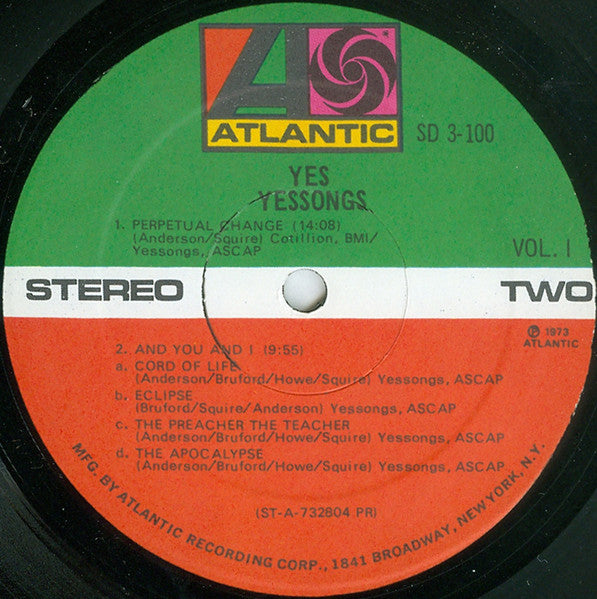 ATLANTIC
SD 3-100
YES
YESSONGS
1. PERPETUAL CHANGE (14:08)
(Anderson/Squire) Cotillion, BMI/
Yessongs, ASCAP
VOL. I
STEREO
TWO
℗ 1973
ATLANTIC
2. AND YOU AND I (9:55)
a. CORD OF LIFE
(Anderson/Bruford/Howe/Squire) Yessongs, ASCAP
b. ECLIPSE
(Bruford/Squire/Anderson) Yessongs, ASCAP
c. THE PREACHER THE TEACHER
(Anderson/Bruford/Howe/Squire) Yessongs, ASCAP
d. THE APOCALYPSE
(Anderson/Bruford/Howe/Squire) Yessongs, ASCAP
(ST-A-732804 PR)
MFG. BY ATLANTIC RECORDING CORP., 1841 BROADWAY, NEW YORK, N.Y.